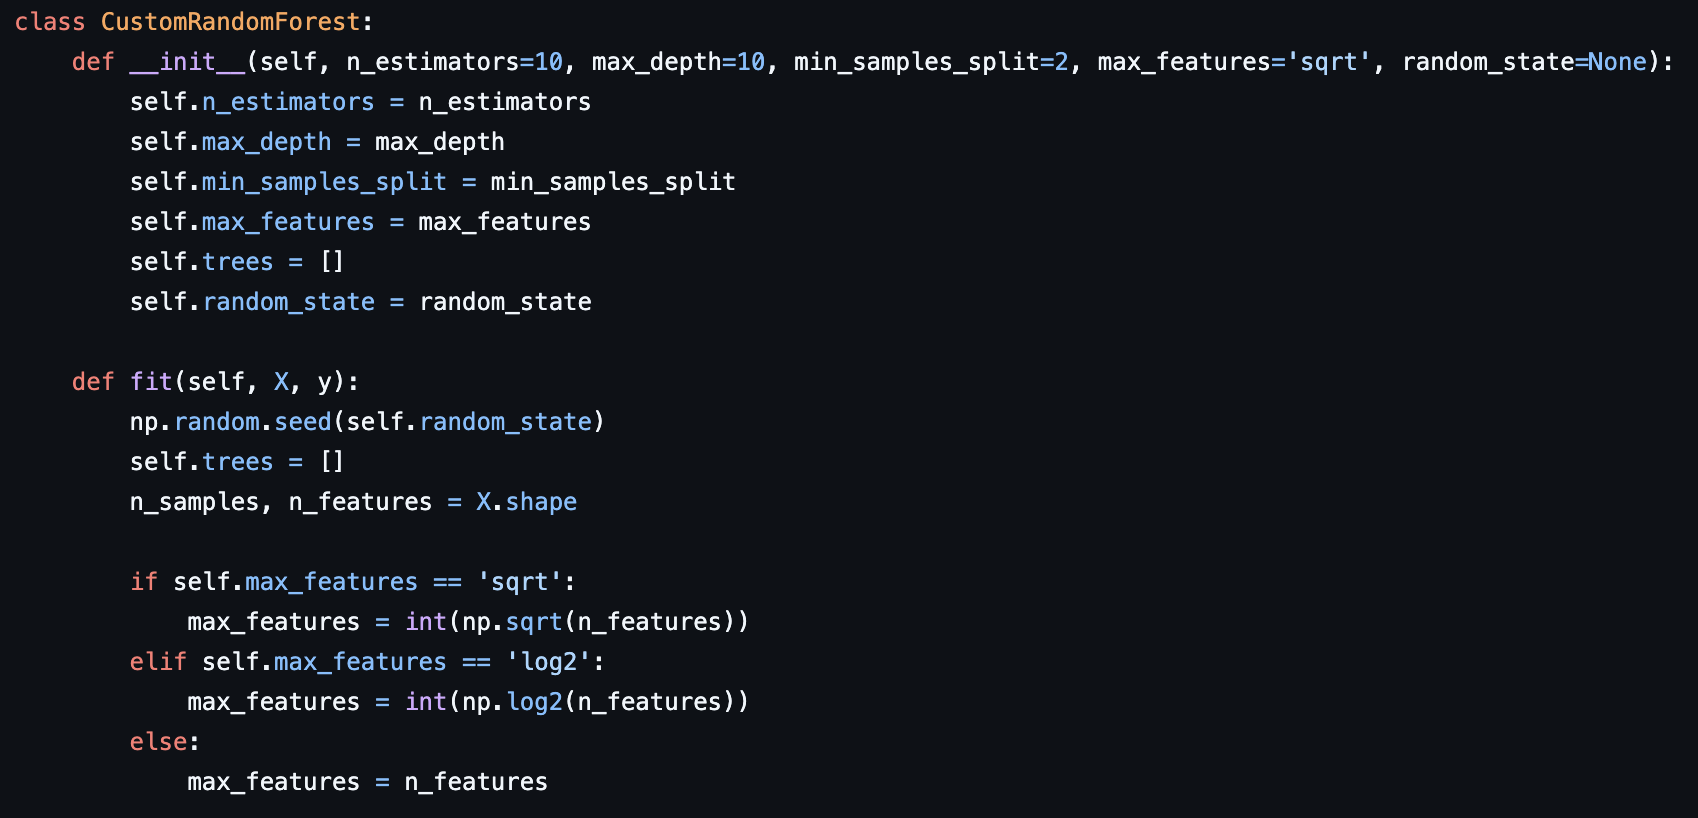 class CustomRandomForest:
    def __init__(self, n_estimators=10, max_depth=10, min_samples_split=2, max_features='sqrt', random_state=None):
        self.n_estimators = n_estimators
        self.max_depth = max_depth
        self.min_samples_split = min_samples_split
        self.max_features = max_features
        self.trees = []
        self.random_state = random_state

    def fit(self, X, y):
        np.random.seed(self.random_state)
        self.trees = []
        n_samples, n_features = X.shape

        if self.max_features == 'sqrt':
            max_features = int(np.sqrt(n_features))
        elif self.max_features == 'log2':
            max_features = int(np.log2(n_features))
        else:
            max_features = n_features